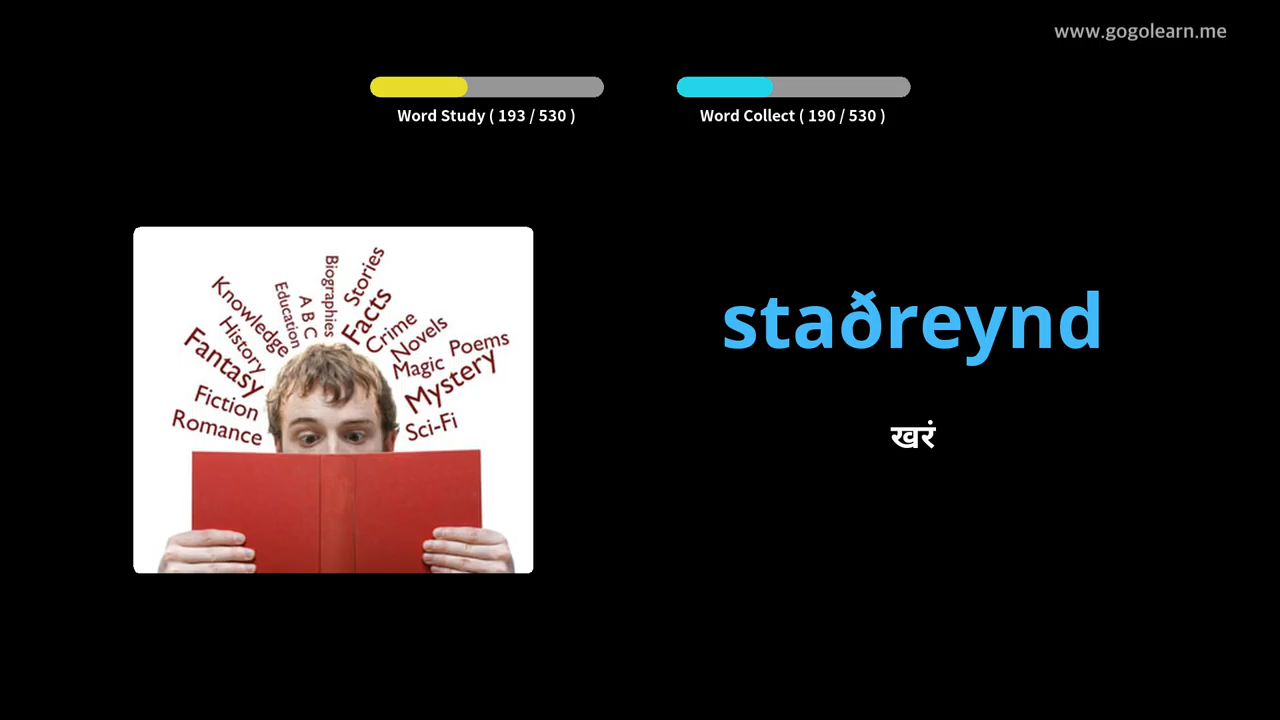 www.gogolearn.me
Word Study ( 193 / 530 )
Word Collect ( 190 / 530 )
Stories
Biographies
Facts
A B C
Education
Knowledge
Crime
History
Novels
Fantasy
Poems
Magic
Mystery
Fiction
Romance
Sci-Fi
staðreynd
खरं